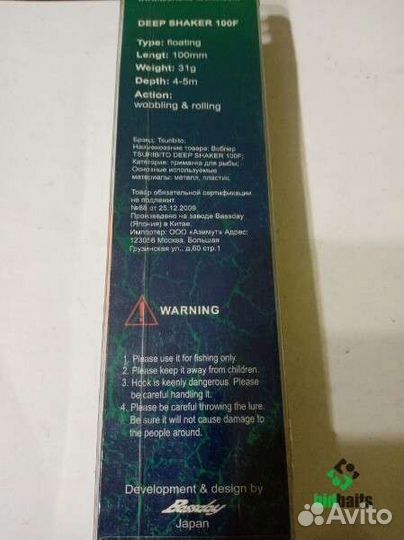 DEEP SHAKER 100F
Type: floating
Lengt: 100mm
Weight: 31g
Depth: 4-5m
Action:
wobbling & rolling
Брэнд: Tsuribito;
Наименование товара: Воблер
TSURIBITO DEEP SHAKER 100F;
Категория: приманка для рыбы;
Основные используемые
материалы: металл, пластик.
Товар обязательной сертификации
не подлежит
№88 от 25.12.2009
Произведено на заводе Bassday
(Япония) в Китае.
Импортер: ООО «Азимут» Адрес:
123056 Москва, Большая
Грузинская ул., д.60 стр.1
WARNING
1. Please use it for fishing only.
2. Please keep it away from children.
3. Hook is keenly dangerous. Please
be careful handling it.
4. Please be careful throwing the lure.
Be sure it will not cause damage to
the people around.
Development & design by
Bassday
Japan
bigbaits
Avito